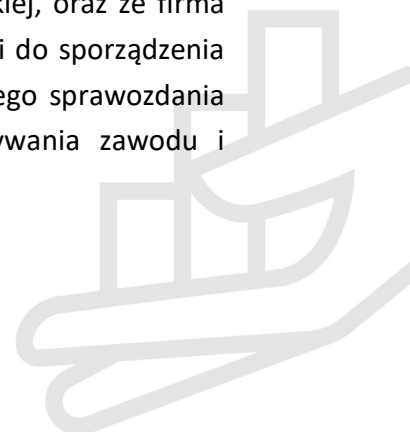 kiej, oraz że firma
i do sporządzenia
ego sprawozdania
ywania zawodu i